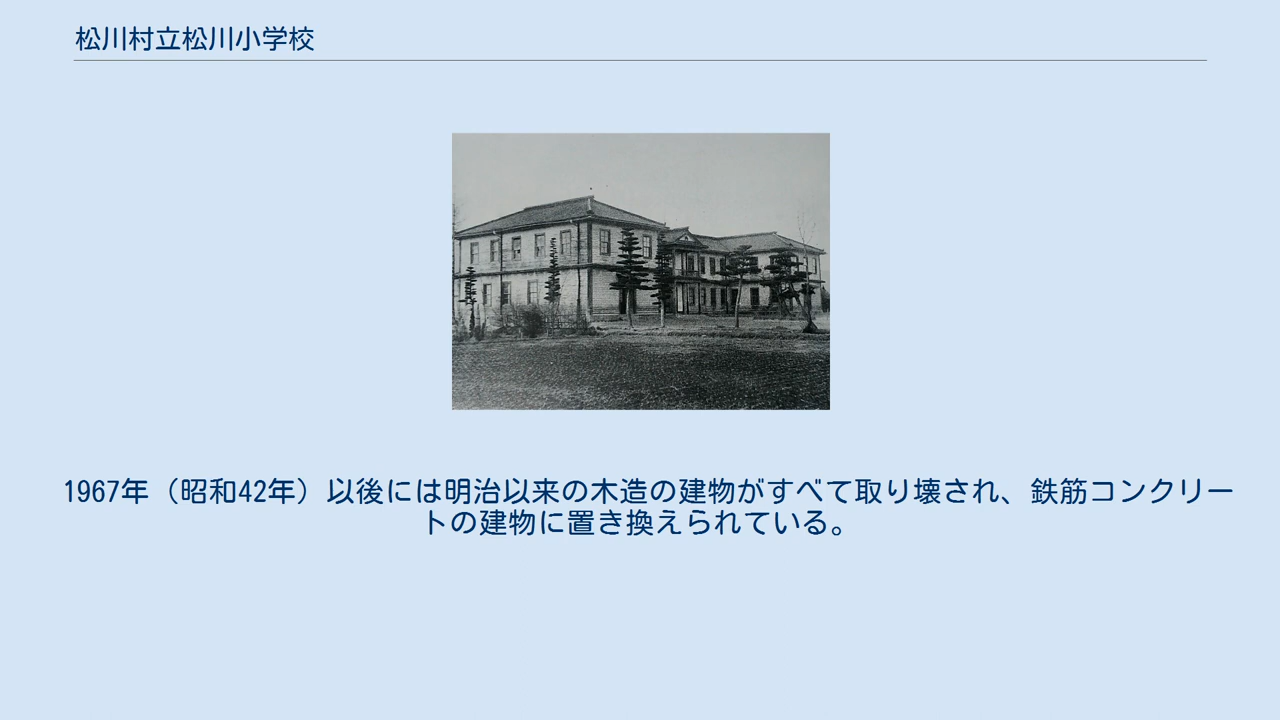 松川村立松川小学校
1967年（昭和42年）以後には明治以来の木造の建物がすべて取り壊され、鉄筋コンクリー
トの建物に置き換えられている。